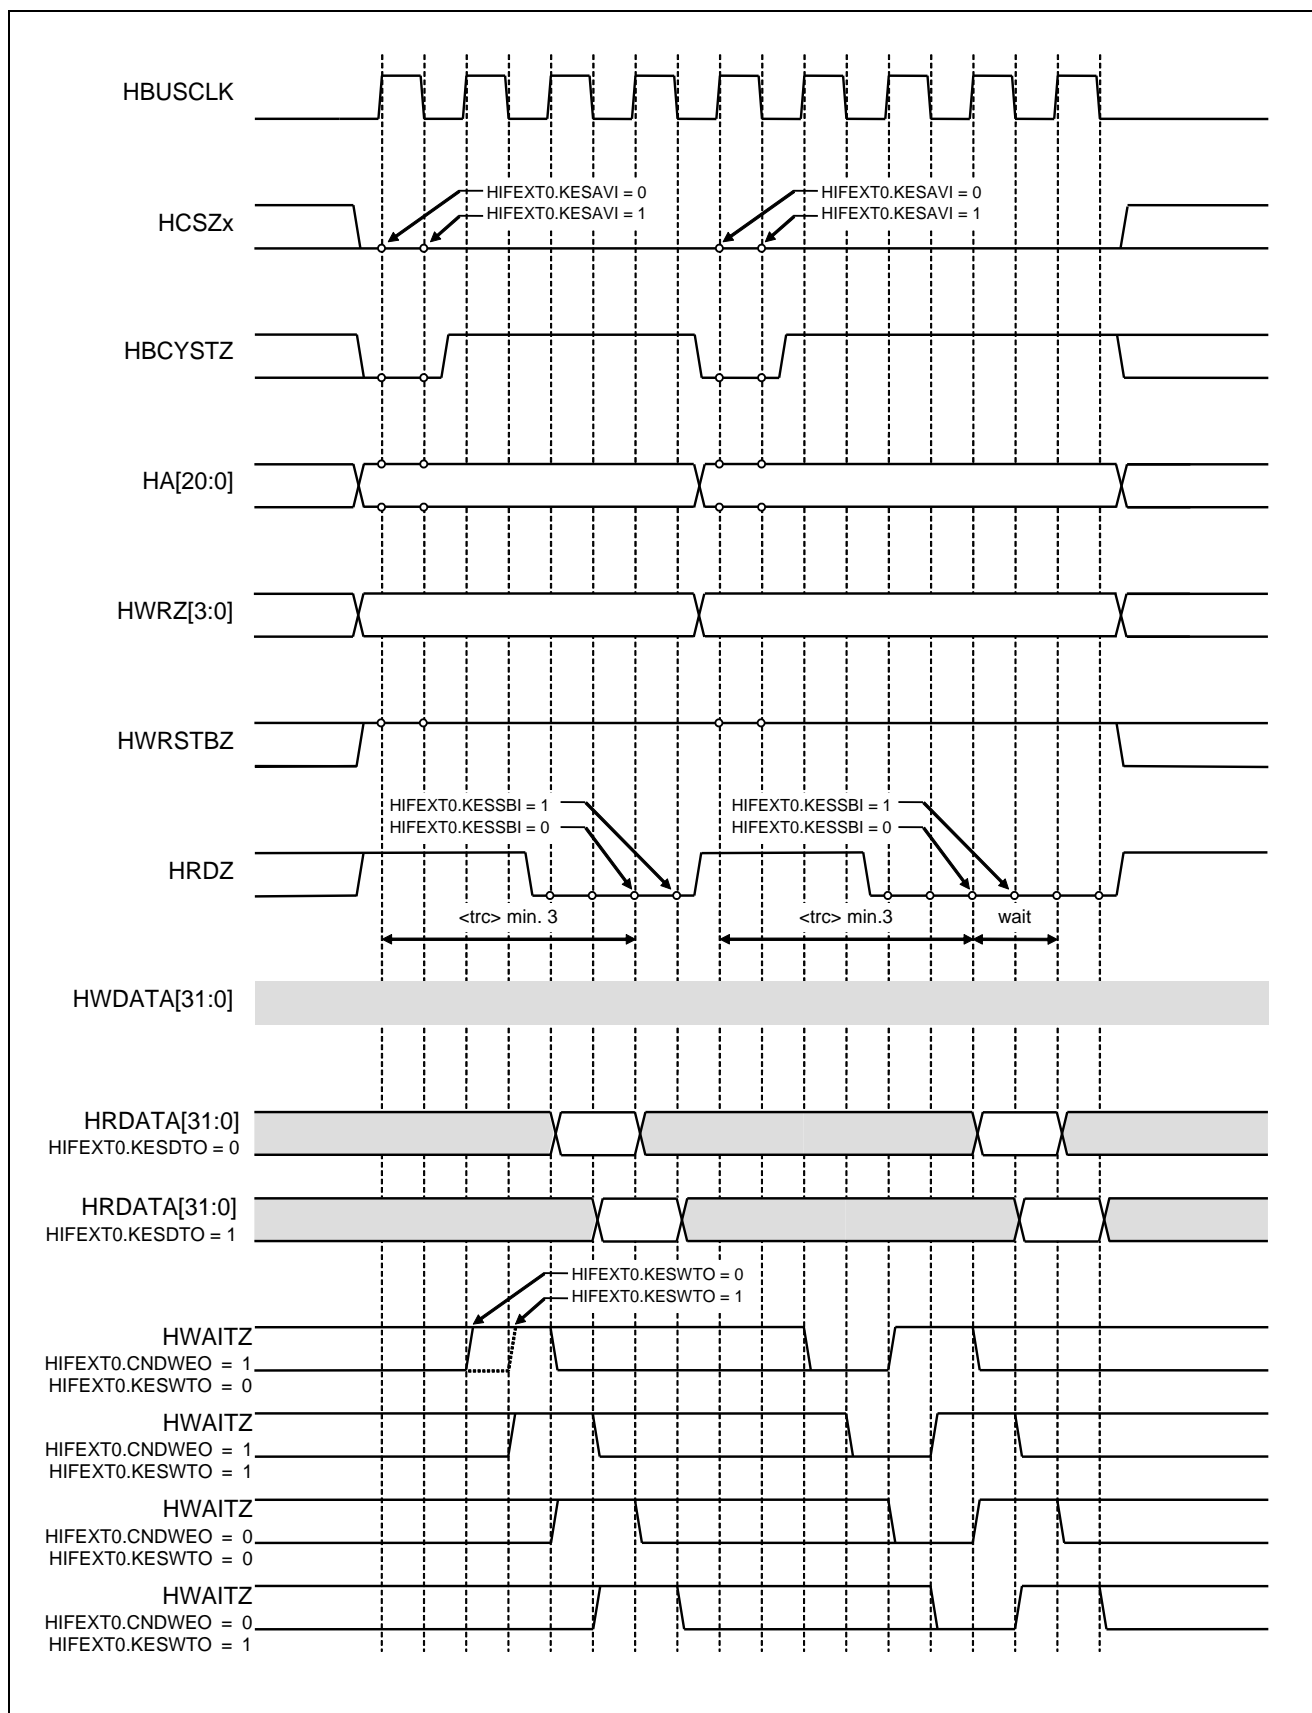 HBUSCLK
HIFEXT0.KESAVI = 0
HIFEXT0.KESAVI = 0
HIFEXT0.KESAVI = 1
HIFEXT0.KESAVI = 1
HCSZx
HBCYSTZ
HA[20:0]
HWRZ[3:0]
HWRSTBZ
HIFEXT0.KESSBI = 1
HIFEXT0.KESSBI = 1
HIFEXT0.KESSBI = 0
HIFEXT0.KESSBI = 0
HRDZ
<trc> min. 3
<trc> min.3
wait
HWDATA[31:0]
HRDATA[31:0]
HIFEXT0.KESDTO = 0
HRDATA[31:0]
HIFEXT0.KESDTO = 1
HIFEXT0.KESWTO = 0
HIFEXT0.KESWTO = 1
HWAITZ
HIFEXT0.CNDWEO = 1
HIFEXT0.KESWTO = 0
HWAITZ
HIFEXT0.CNDWEO = 1
HIFEXT0.KESWTO = 1
HWAITZ
HIFEXT0.CNDWEO = 0
HIFEXT0.KESWTO = 0
HWAITZ
HIFEXT0.CNDWEO = 0
HIFEXT0.KESWTO = 1